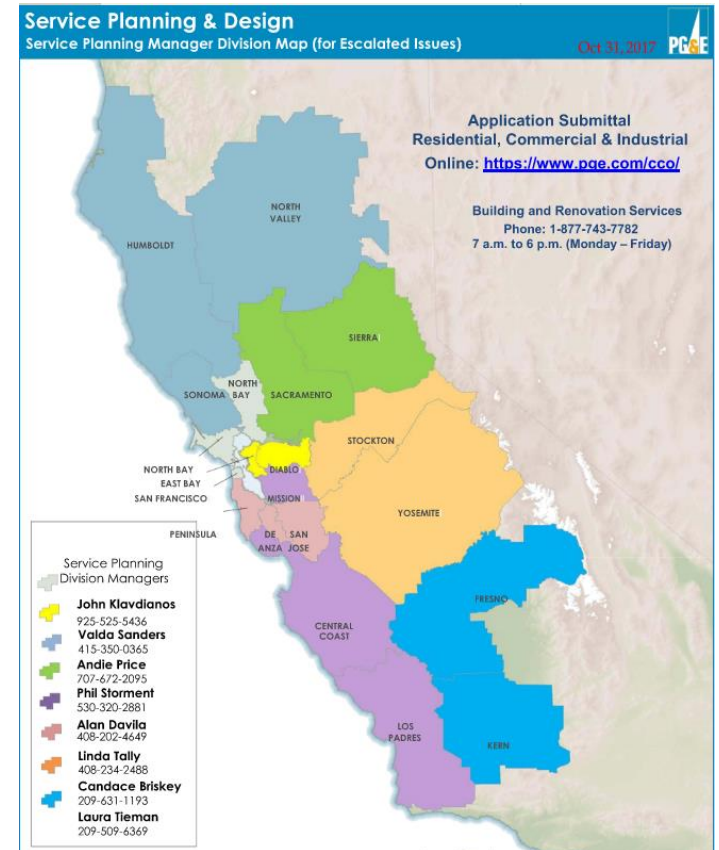 Service Planning & Design
Service Planning Manager Division Map (for Escalated Issues)
Oct 31, 2017
PG&E
Application Submittal
Residential, Commercial & Industrial
Online: https://www.pge.com/cco/
Building and Renovation Services
Phone: 1-877-743-7782
7 a.m. to 6 p.m. (Monday – Friday)
NORTH
VALLEY
HUMBOLDT
SIERRA
NORTH
BAY
SONOMA
SACRAMENTO
STOCKTON
NORTH BAY
DIABLO
EAST BAY
SAN FRANCISCO
MISSION
YOSEMITE
PENINSULA
DE
ANZA
SAN
JOSE
FRESNO
CENTRAL
COAST
LOS
PADRES
KERN
Service Planning
Division Managers
John Klavdianos
925-525-5436
Valda Sanders
415-350-0365
Andie Price
707-672-2095
Phil Storment
530-320-2881
Alan Davila
408-202-4649
Linda Tally
408-234-2488
Candace Briskey
209-631-1193
Laura Tieman
209-509-6369